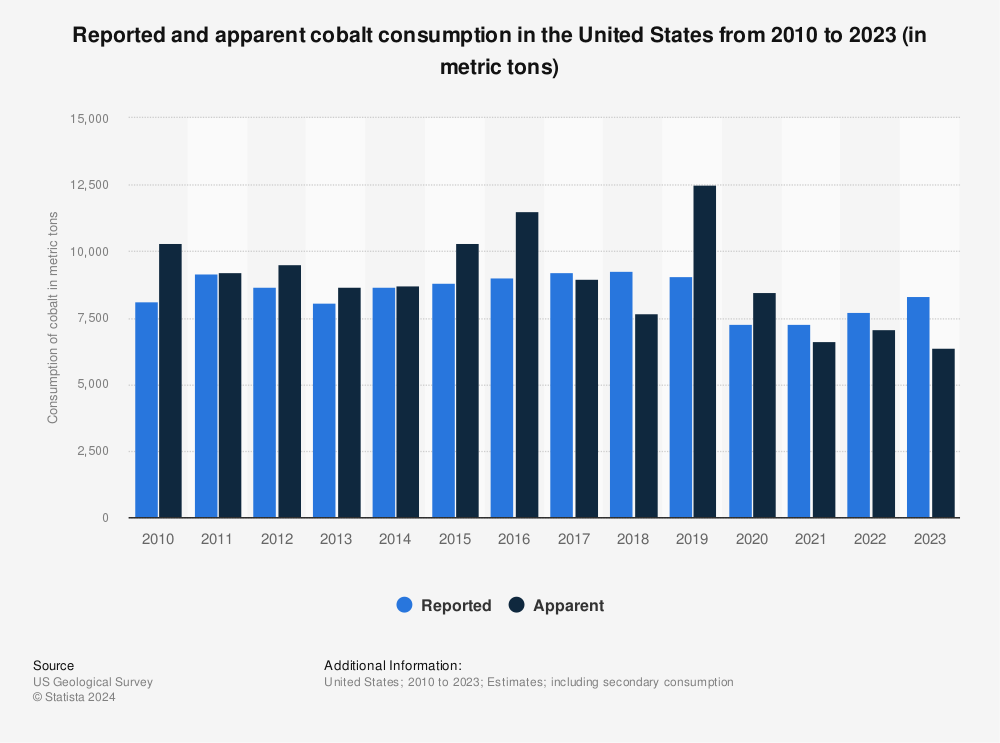 Reported and apparent cobalt consumption in the United States from 2010 to 2023 (in
metric tons)
Consumption of cobalt in metric tons
15,000
12,500
10,000
7,500
5,000
2,500
0
2010 2011 2012 2013 2014 2015 2016 2017 2018 2019 2020 2021 2022 2023
Reported Apparent
Source
US Geological Survey
© Statista 2024
Additional Information:
United States; 2010 to 2023; Estimates; including secondary consumption